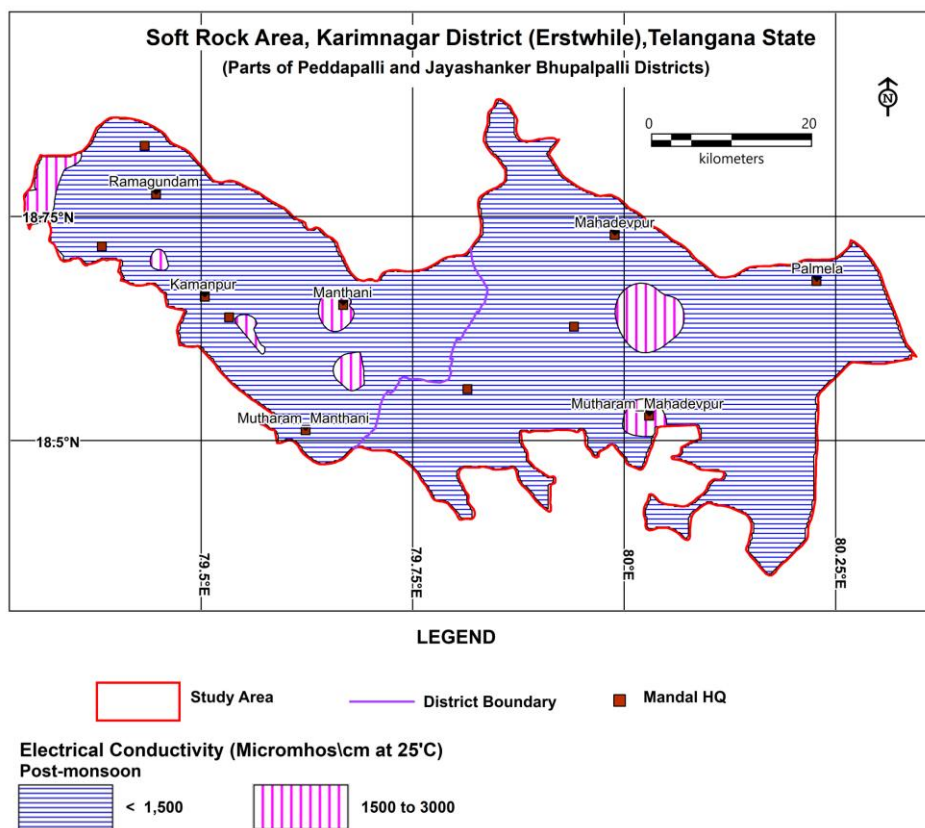 Soft Rock Area, Karimnagar District (Erstwhile),Telangana State
(Parts of Peddapalli and Jayashanker Bhupalpalli Districts)
N
0 20
kilometers
Ramagundam
18.75°N
Mahadevpur
Palmela
Kamanpur
Manthani
Mutharam_Manthani
Mutharam_Mahadevpur
18.5°N
79.5°E
79.75°E
80°E
80.25°E
LEGEND
Study Area
District Boundary
Mandal HQ
Electrical Conductivity (Micromhos\cm at 25'C)
Post-monsoon
< 1,500
1500 to 3000